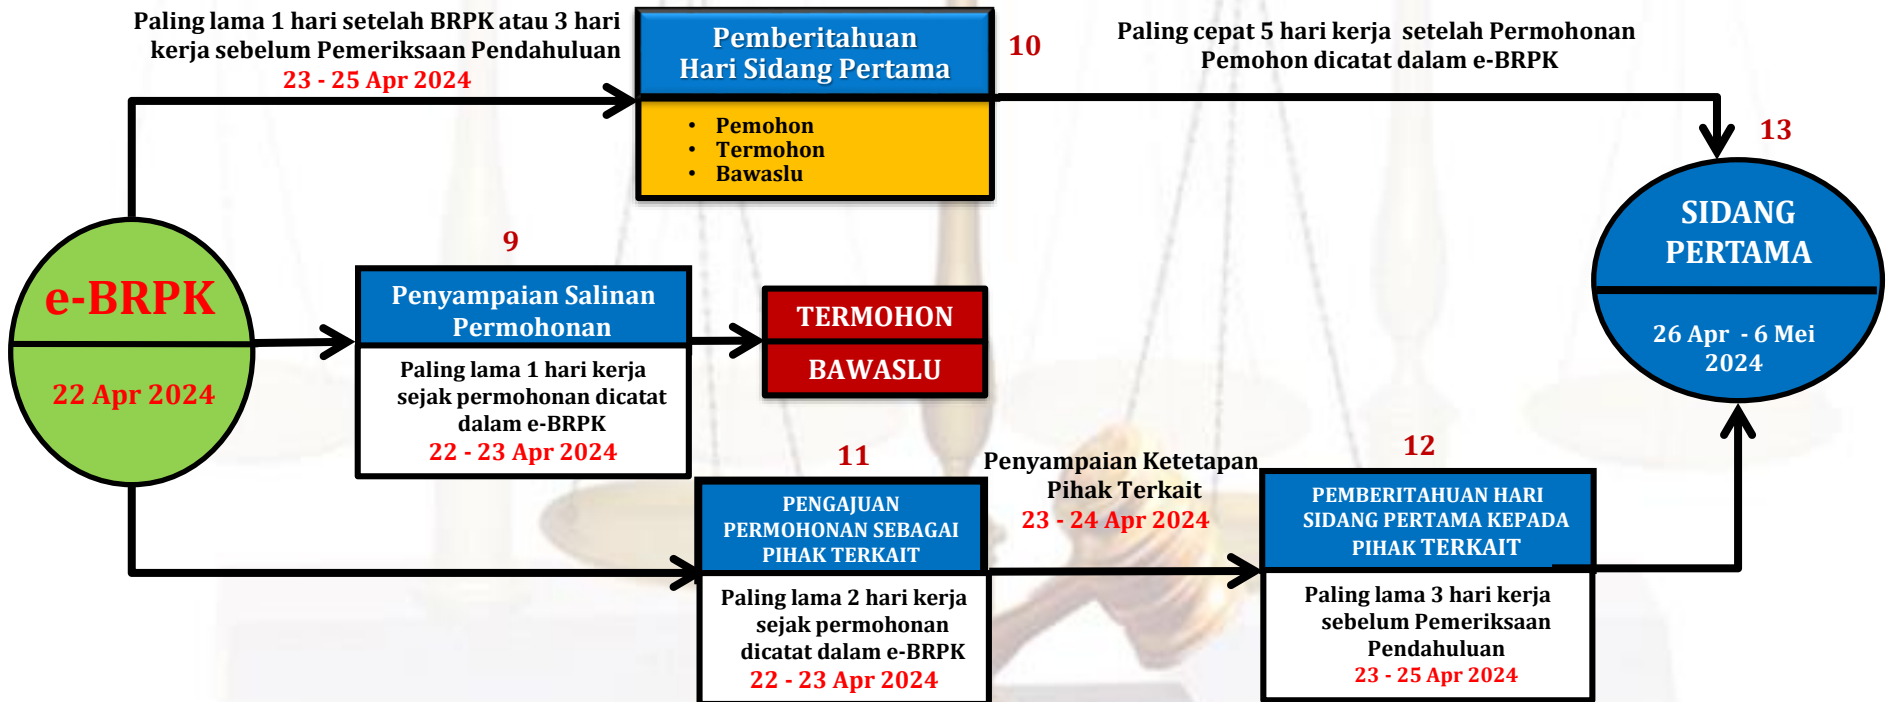 Paling lama 1 hari setelah BRPK atau 3 hari
kerja sebelum Pemeriksaan Pendahuluan
23 - 25 Apr 2024
Pemberitahuan
Hari Sidang Pertama
• Pemohon
• Termohon
• Bawaslu
10
Paling cepat 5 hari kerja setelah Permohonan
Pemohon dicatat dalam e-BRPK
13
SIDANG
PERTAMA
26 Apr - 6 Mei
2024
e-BRPK
22 Apr 2024
9
Penyampaian Salinan
Permohonan
Paling lama 1 hari kerja
sejak permohonan dicatat
dalam e-BRPK
22 - 23 Apr 2024
TERMOHON
BAWASLU
11
PENGAJUAN
PERMOHONAN SEBAGAI
PIHAK TERKAIT
Paling lama 2 hari kerja
sejak permohonan
dicatat dalam e-BRPK
22 - 23 Apr 2024
Penyampaian Ketetapan
Pihak Terkait
23 - 24 Apr 2024
12
PEMBERITAHUAN HARI
SIDANG PERTAMA KEPADA
PIHAK TERKAIT
Paling lama 3 hari kerja
sebelum Pemeriksaan
Pendahuluan
23 - 25 Apr 2024